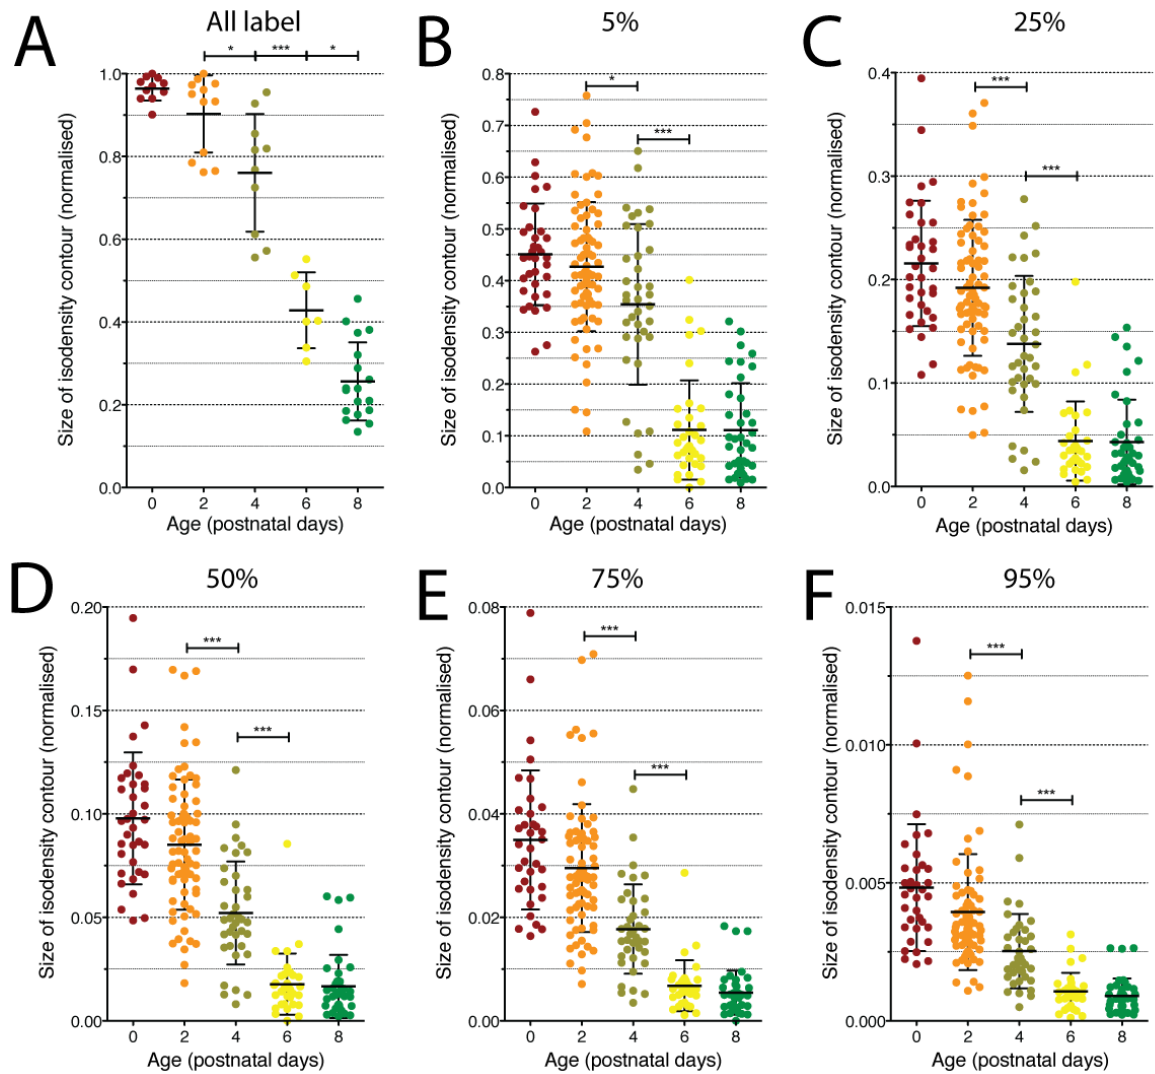 A
All label
* *** *
Size of isodensity contour (normalised)
1.0
0.8
0.6
0.4
0.2
0.0
0 2 4 6 8
Age (postnatal days)
B
5%
*
***
Size of isodensity contour (normalised)
0.8
0.7
0.6
0.5
0.4
0.3
0.2
0.1
0.0
0 2 4 6 8
Age (postnatal days)
C
25%
***
***
Size of isodensity contour (normalised)
0.4
0.3
0.2
0.1
0.0
0 2 4 6 8
Age (postnatal days)
D
50%
***
***
Size of isodensity contour (normalised)
0.20
0.15
0.10
0.05
0.00
0 2 4 6 8
Age (postnatal days)
E
75%
***
***
Size of isodensity contour (normalised)
0.08
0.06
0.04
0.02
0.00
0 2 4 6 8
Age (postnatal days)
F
95%
***
***
Size of isodensity contour (normalised)
0.015
0.010
0.005
0.000
0 2 4 6 8
Age (postnatal days)